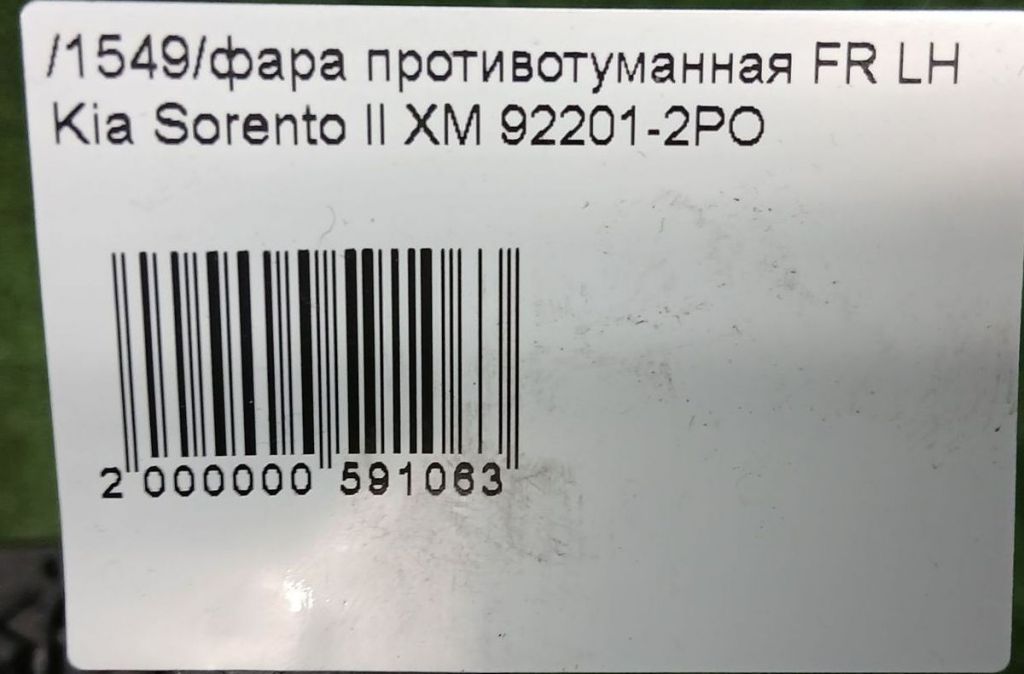 /1549/фара противотуманная FR LH
Kia Sorento II XM 92201-2PO
2 000000 591063